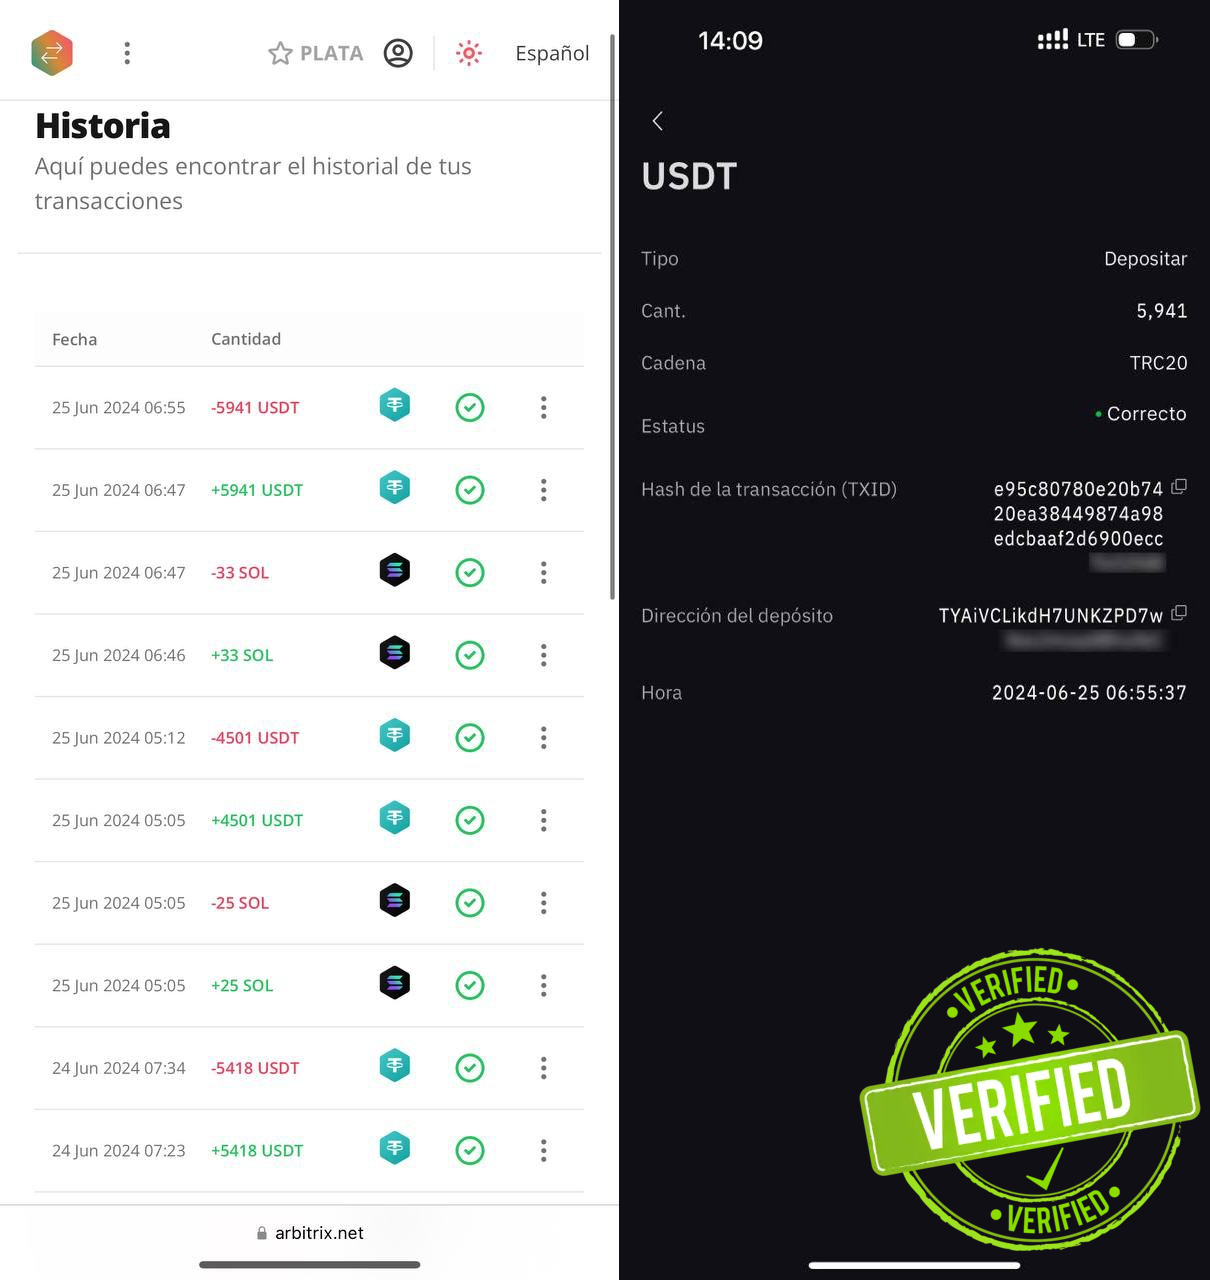 PLATA
Español
Historia
Aquí puedes encontrar el historial de tus
transacciones
Fecha Cantidad
25 Jun 2024 06:55 -5941 USDT
25 Jun 2024 06:47 +5941 USDT
25 Jun 2024 06:47 -33 SOL
25 Jun 2024 06:46 +33 SOL
25 Jun 2024 05:12 -4501 USDT
25 Jun 2024 05:05 +4501 USDT
25 Jun 2024 05:05 -25 SOL
25 Jun 2024 05:05 +25 SOL
24 Jun 2024 07:34 -5418 USDT
24 Jun 2024 07:23 +5418 USDT
arbitrix.net
14:09
LTE
USDT
Tipo Depositar
Cant. 5,941
Cadena TRC20
Estatus Correcto
Hash de la transacción (TXID) e95c80780e20b74
20ea38449874a98
edcbaaf2d6900ecc
Dirección del depósito TYAiVCLikdH7UNKZPD7w
Hora 2024-06-25 06:55:37
VERIFIED
VERIFIED
VERIFIED